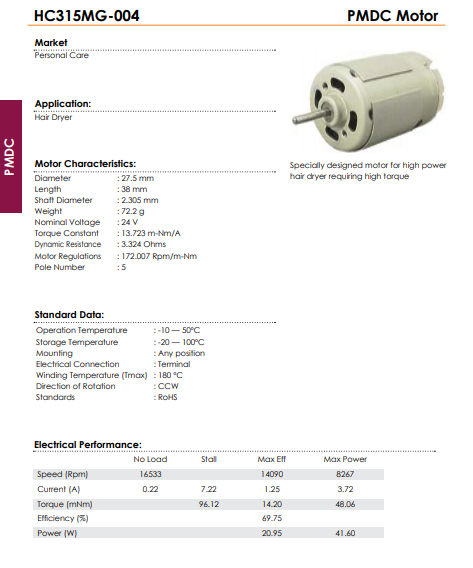 HC315MG-004 PMDC Motor
Market
Personal Care
Application:
Hair Dryer
PMDC
Specially designed motor for high power
hair dryer requiring high torque
Motor Characteristics:
Diameter : 27.5 mm
Length : 38 mm
Shaft Diameter : 2.305 mm
Weight : 72.2 g
Nominal Voltage : 24 V
Torque Constant : 13.723 m-Nm/A
Dynamic Resistance : 3.324 Ohms
Motor Regulations : 172.007 Rpm/m-Nm
Pole Number : 5
Standard Data:
Operation Temperature : -10 — 50ºC
Storage Temperature : -20 — 100ºC
Mounting : Any position
Electrical Connection : Terminal
Winding Temperature (Tmax) : 180 ºC
Direction of Rotation : CCW
Standards : RoHS
Electrical Performance:
No Load Stall Max Eff Max Power
Speed (Rpm) 16533 14090 8267
Current (A) 0.22 7.22 1.25 3.72
Torque (mNm) 96.12 14.20 48.06
Efficiency (%) 69.75
Power (W) 20.95 41.60